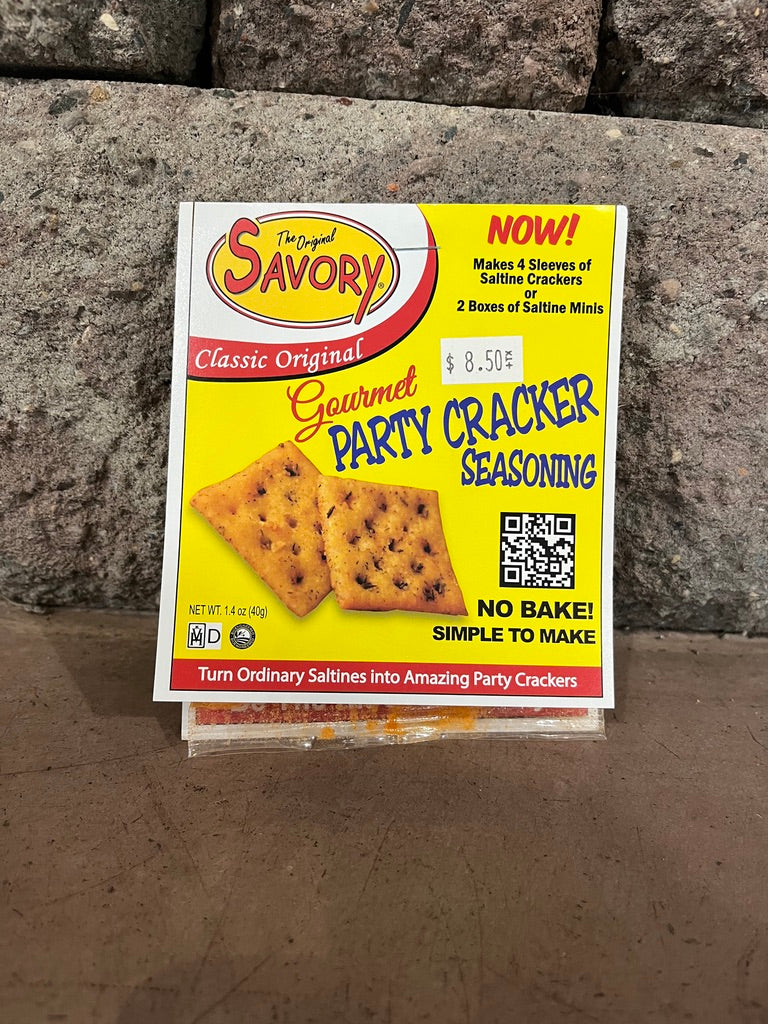 The Original
SAVORY®
Classic Original
NOW!
Makes 4 Sleeves of
Saltine Crackers
or
2 Boxes of Saltine Minis
$ 8.50
Gourmet
PARTY CRACKER
SEASONING
NET WT. 1.4 oz (40g)
D
NO BAKE!
SIMPLE TO MAKE
Turn Ordinary Saltines into Amazing Party Crackers